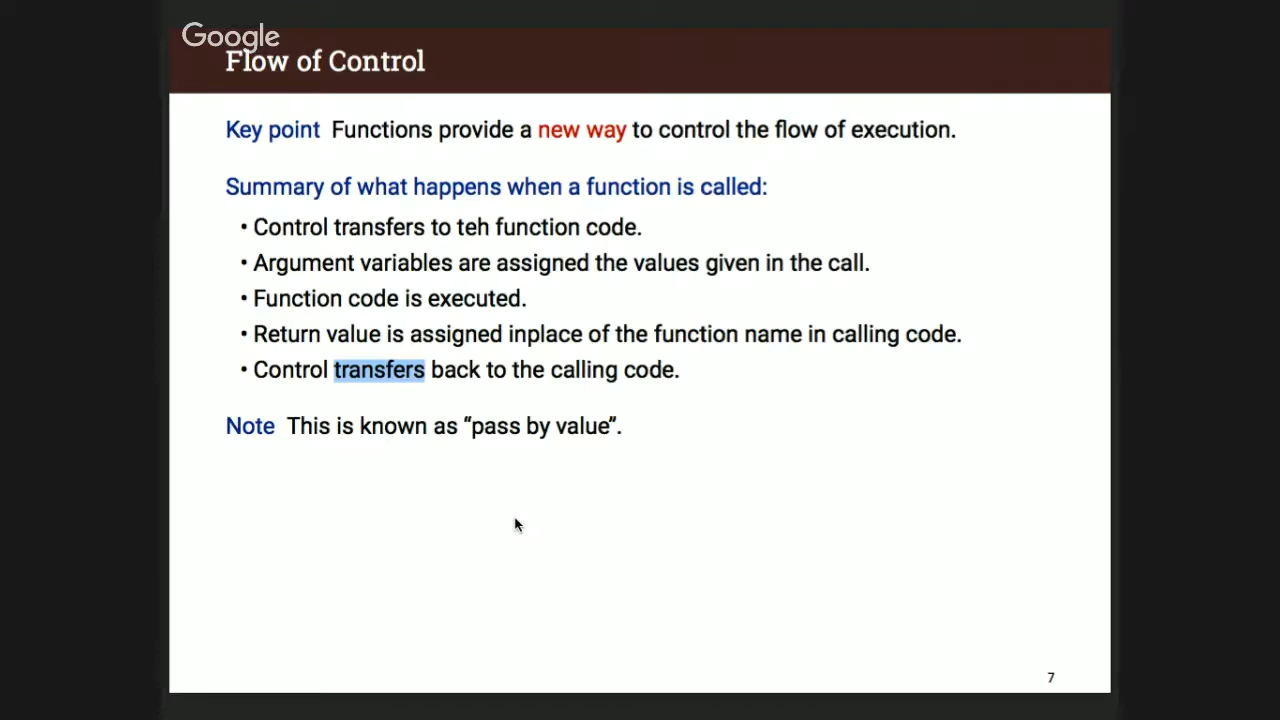 Google
Flow of Control
Key point Functions provide a new way to control the flow of execution.
Summary of what happens when a function is called:
• Control transfers to teh function code.
• Argument variables are assigned the values given in the call.
• Function code is executed.
• Return value is assigned inplace of the function name in calling code.
• Control transfers back to the calling code.
Note This is known as “pass by value”.
7